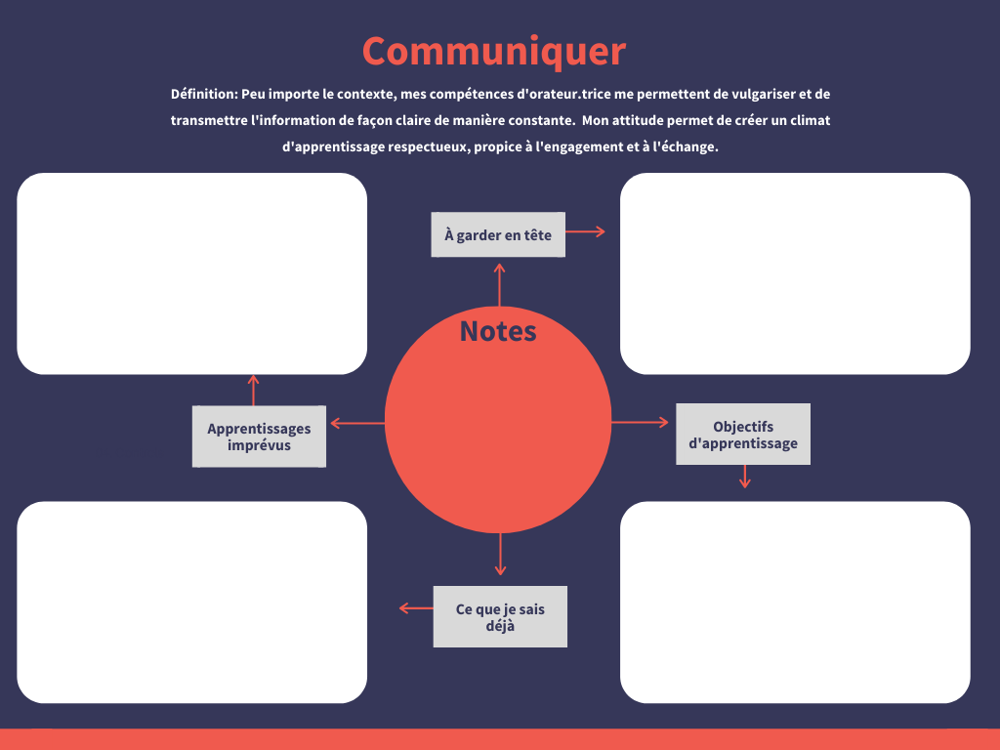 Communiquer
Définition: Peu importe le contexte, mes compétences d'orateur.trice me permettent de vulgariser et de
transmettre l'information de façon claire de manière constante.  Mon attitude permet de créer un climat
d'apprentissage respectueux, propice à l'engagement et à l'échange.
À garder en tête
Notes
Apprentissages
imprévus
Objectifs
d'apprentissage
Ce que je sais
déjà